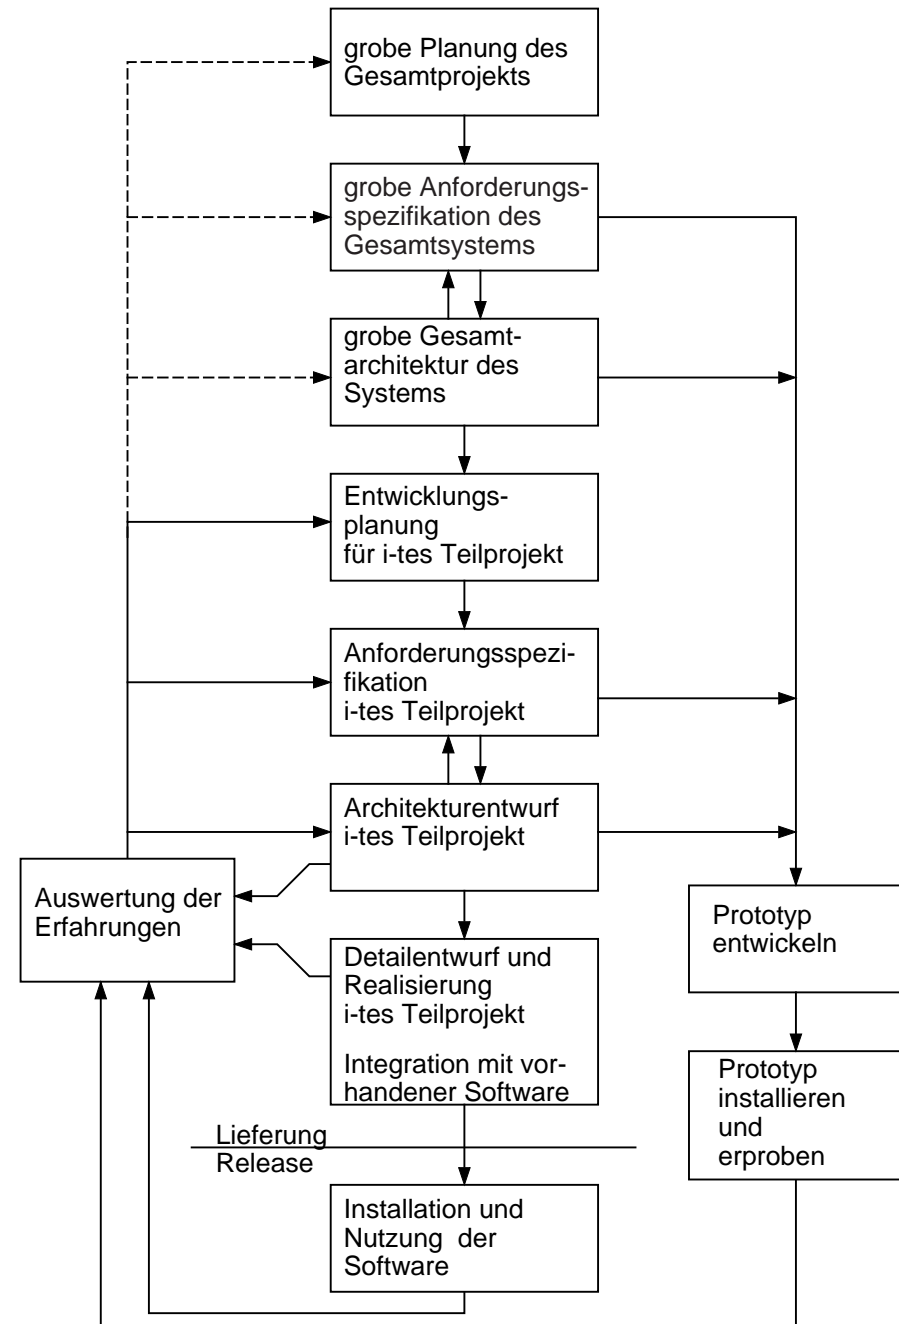 grobe Planung des
Gesamtprojekts
grobe Anforderungs-
spezifikation des
Gesamtsystems
grobe Gesamt-
architektur des
Systems
Entwicklungs-
planung
für i-tes Teilprojekt
Anforderungsspezi-
fikation
i-tes Teilprojekt
Architekturentwurf
i-tes Teilprojekt
Auswertung der
Erfahrungen
Prototyp
entwickeln
Detailentwurf und
Realisierung
i-tes Teilprojekt
Integration mit vor-
handener Software
Prototyp
installieren
und
erproben
Lieferung
Release
Installation und
Nutzung der
Software